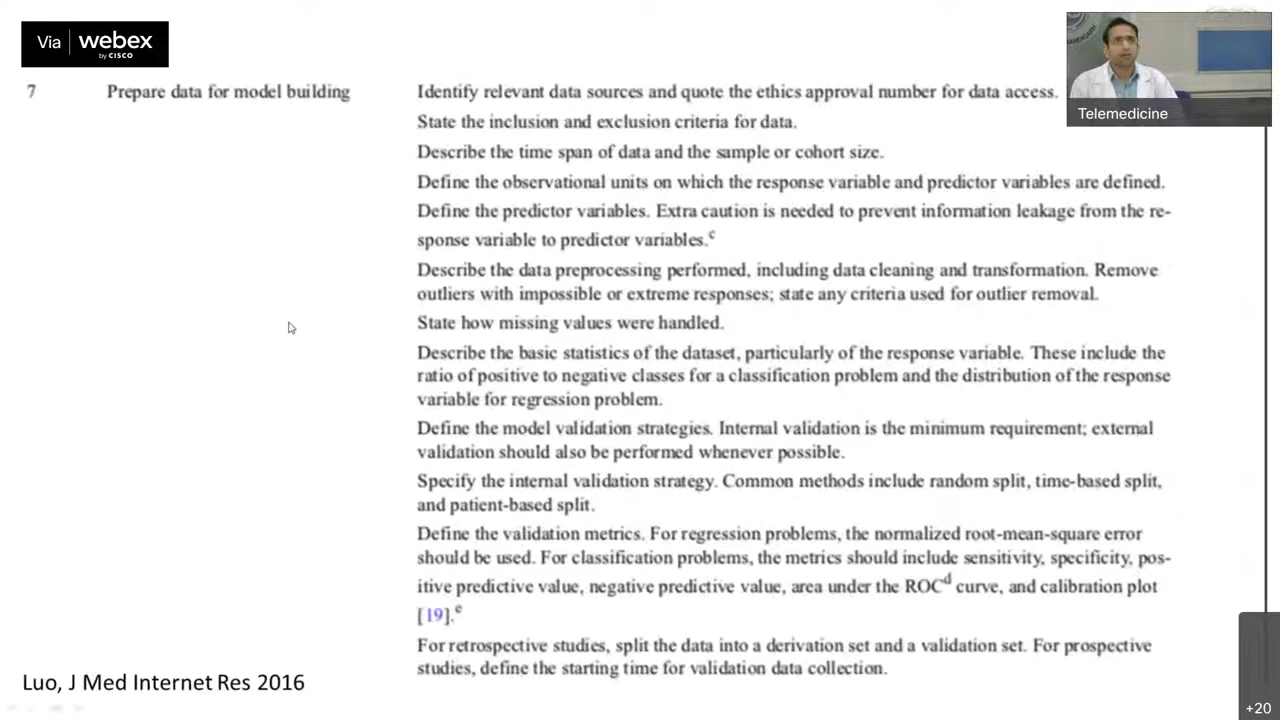 Via webex
by CISCO
Telemedicine
7 Prepare data for model building Identify relevant data sources and quote the ethics approval number for data access.
State the inclusion and exclusion criteria for data.
Describe the time span of data and the sample or cohort size.
Define the observational units on which the response variable and predictor variables are defined.
Define the predictor variables. Extra caution is needed to prevent information leakage from the re-
sponse variable to predictor variables.c
Describe the data preprocessing performed, including data cleaning and transformation. Remove
outliers with impossible or extreme responses; state any criteria used for outlier removal.
State how missing values were handled.
Describe the basic statistics of the dataset, particularly of the response variable. These include the
ratio of positive to negative classes for a classification problem and the distribution of the response
variable for regression problem.
Define the model validation strategies. Internal validation is the minimum requirement; external
validation should also be performed whenever possible.
Specify the internal validation strategy. Common methods include random split, time-based split,
and patient-based split.
Define the validation metrics. For regression problems, the normalized root-mean-square error
should be used. For classification problems, the metrics should include sensitivity, specificity, pos-
itive predictive value, negative predictive value, area under the ROCd curve, and calibration plot
[19].e
For retrospective studies, split the data into a derivation set and a validation set. For prospective
studies, define the starting time for validation data collection.
Luo, J Med Internet Res 2016
+20